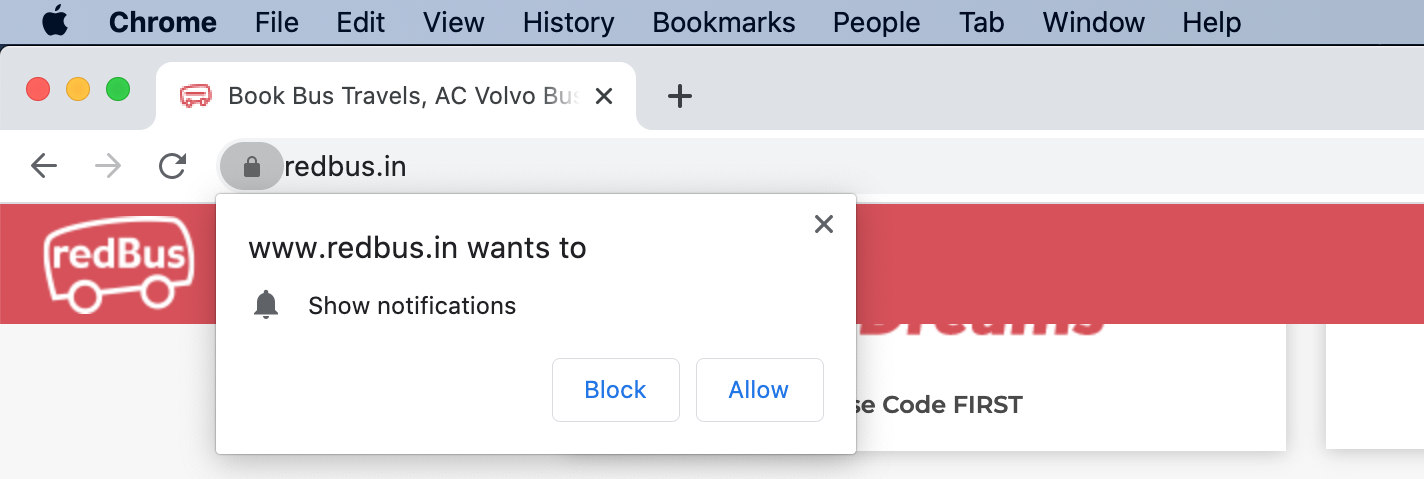 Chrome File Edit View History Bookmarks People Tab Window Help
Book Bus Travels, AC Volvo Bus
redbus.in
redBus
www.redbus.in wants to
Show notifications
Dreams
Block Allow
Code FIRST